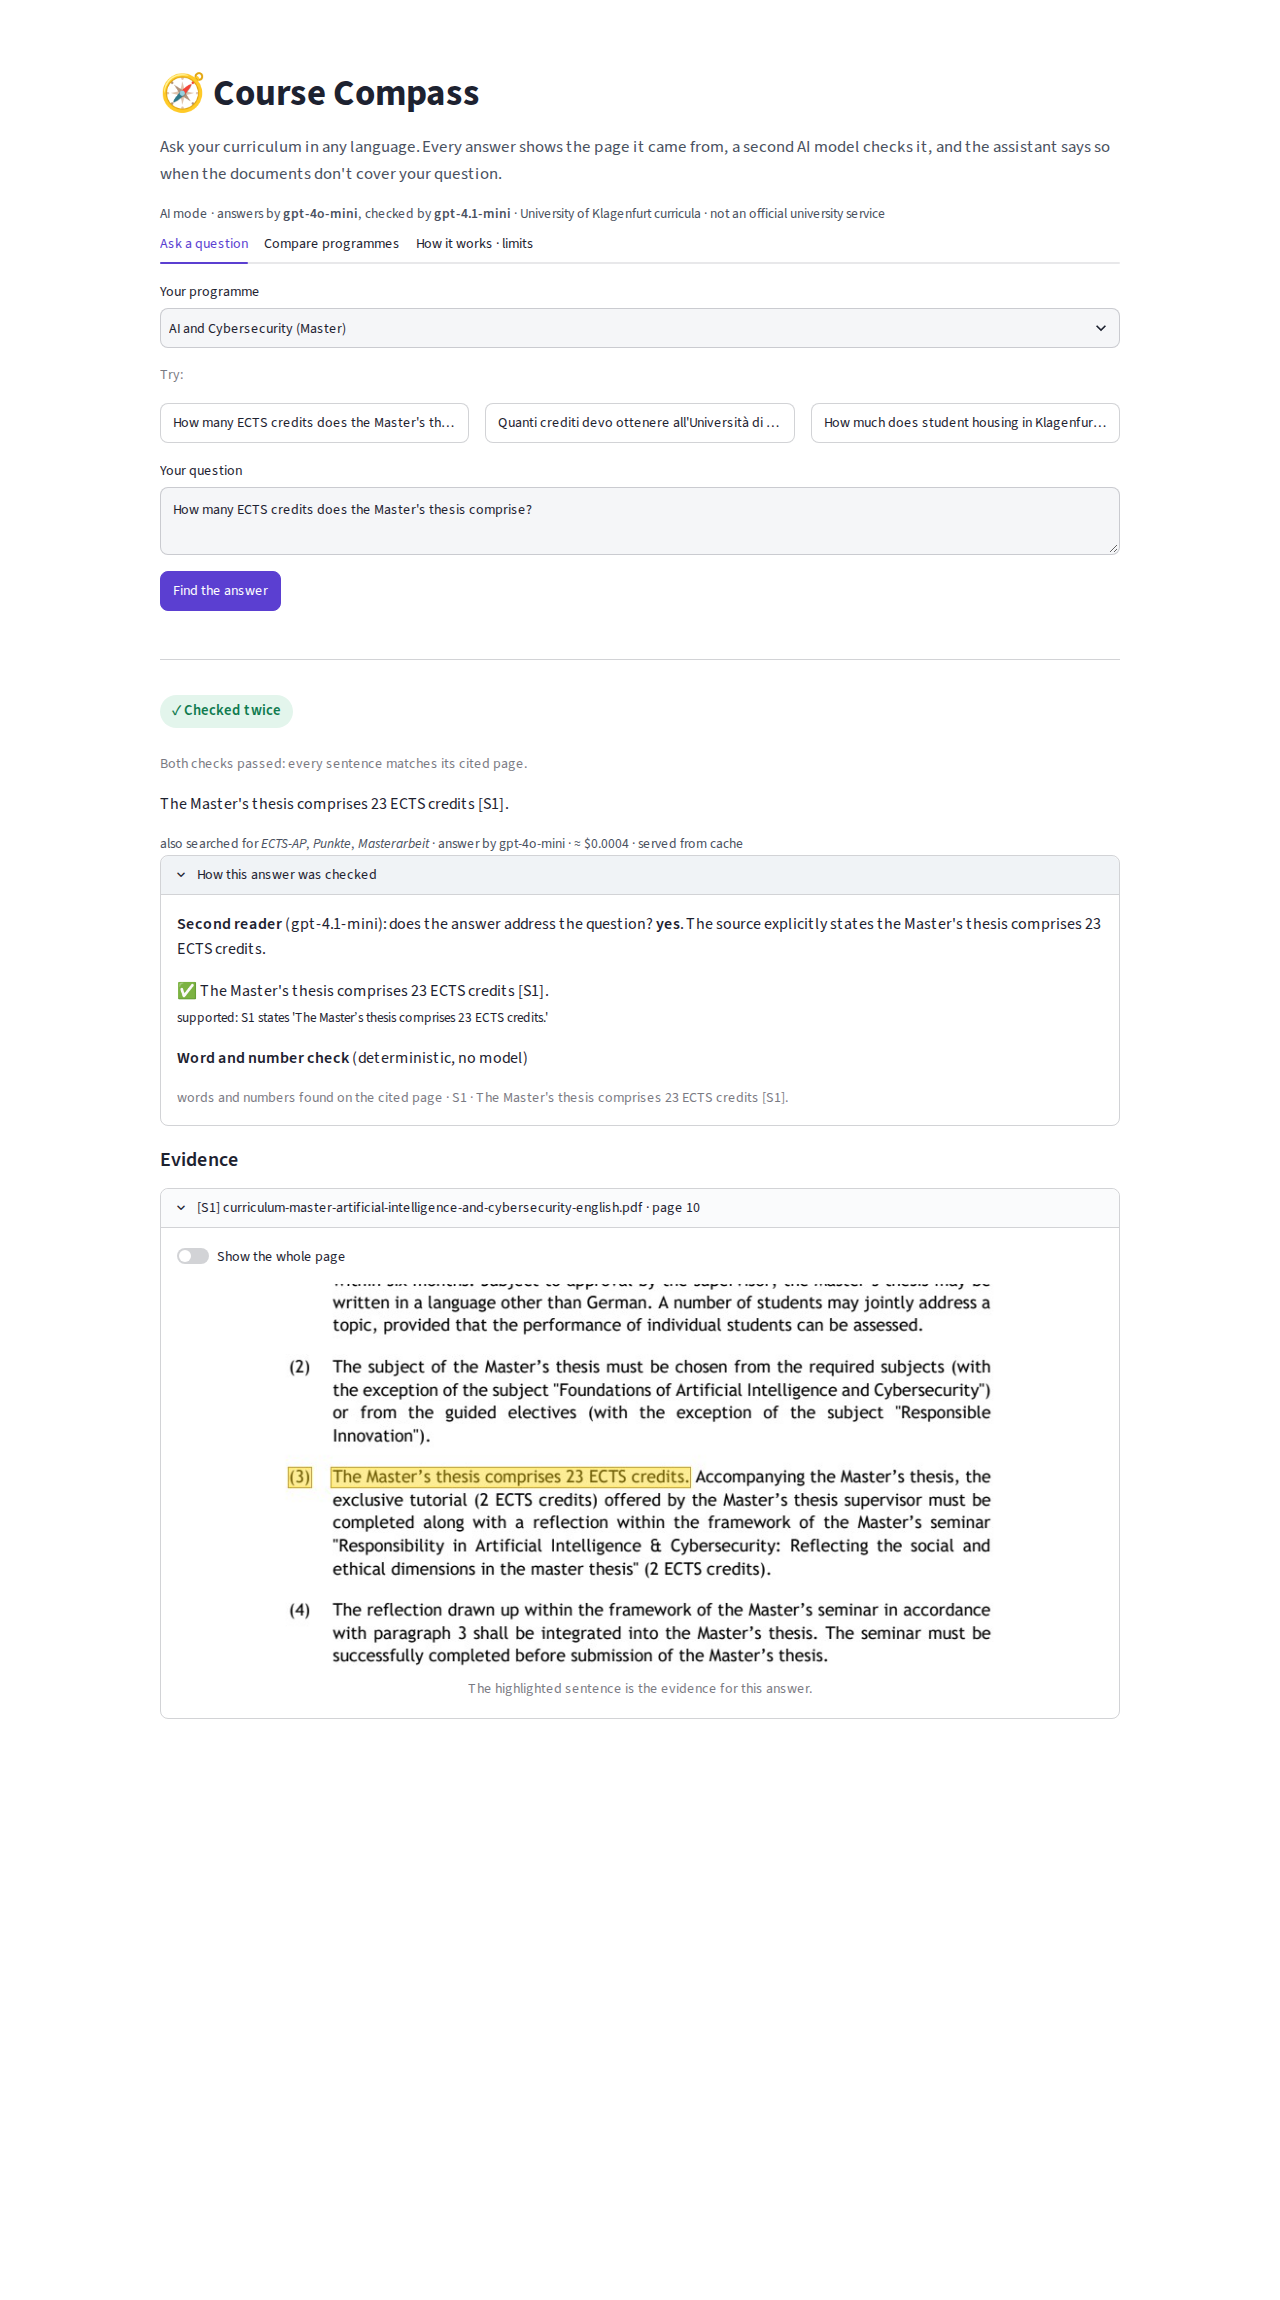 Course Compass
Ask your curriculum in any language. Every answer shows the page it came from, a second AI model checks it, and the assistant says so
when the documents don't cover your question.
AI mode · answers by gpt-4o-mini, checked by gpt-4.1-mini · University of Klagenfurt curricula · not an official university service
Ask a question Compare programmes How it works · limits
Your programme
AI and Cybersecurity (Master)
Try:
How many ECTS credits does the Master's th… Quanti crediti devo ottenere all'Università di … How much does student housing in Klagenfur…
Your question
How many ECTS credits does the Master's thesis comprise?
Find the answer
✓ Checked twice
Both checks passed: every sentence matches its cited page.
The Master's thesis comprises 23 ECTS credits [S1].
also searched for ECTS-AP, Punkte, Masterarbeit · answer by gpt-4o-mini · ≈ $0.0004 · served from cache
How this answer was checked
Second reader (gpt-4.1-mini): does the answer address the question? yes. The source explicitly states the Master's thesis comprises 23
ECTS credits.
✅ The Master's thesis comprises 23 ECTS credits [S1].
supported: S1 states 'The Master's thesis comprises 23 ECTS credits.'
Word and number check (deterministic, no model)
words and numbers found on the cited page · S1 · The Master's thesis comprises 23 ECTS credits [S1].
Evidence
[S1] curriculum-master-artificial-intelligence-and-cybersecurity-english.pdf · page 10
Show the whole page
within six months. Subject to approval by the supervisor, the Master's thesis may be
written in a language other than German. A number of students may jointly address a
topic, provided that the performance of individual students can be assessed.
(2) The subject of the Master’s thesis must be chosen from the required subjects (with
the exception of the subject "Foundations of Artificial Intelligence and Cybersecurity")
or from the guided electives (with the exception of the subject "Responsible
Innovation").
(3) The Master’s thesis comprises 23 ECTS credits. Accompanying the Master’s thesis, the
exclusive tutorial (2 ECTS credits) offered by the Master’s thesis supervisor must be
completed along with a reflection within the framework of the Master’s seminar
"Responsibility in Artificial Intelligence & Cybersecurity: Reflecting the social and
ethical dimensions in the master thesis" (2 ECTS credits).
(4) The reflection drawn up within the framework of the Master’s seminar in accordance
with paragraph 3 shall be integrated into the Master’s thesis. The seminar must be
successfully completed before submission of the Master’s thesis.
The highlighted sentence is the evidence for this answer.